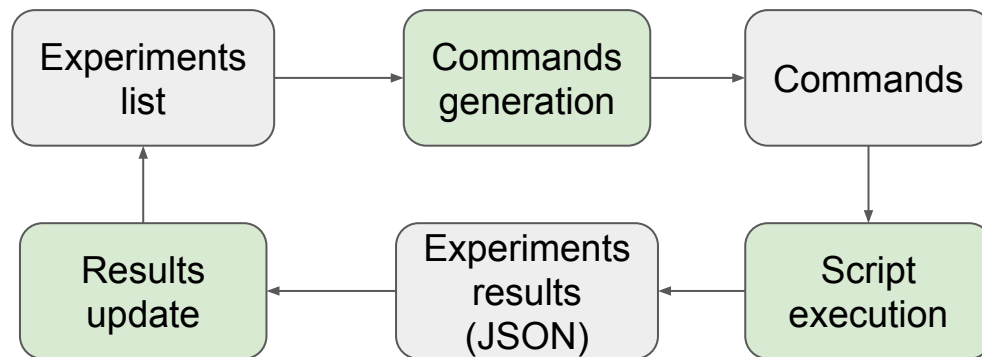 Experiments
list
Commands
generation
Commands
Script
execution
Experiments
results
(JSON)
Results
update